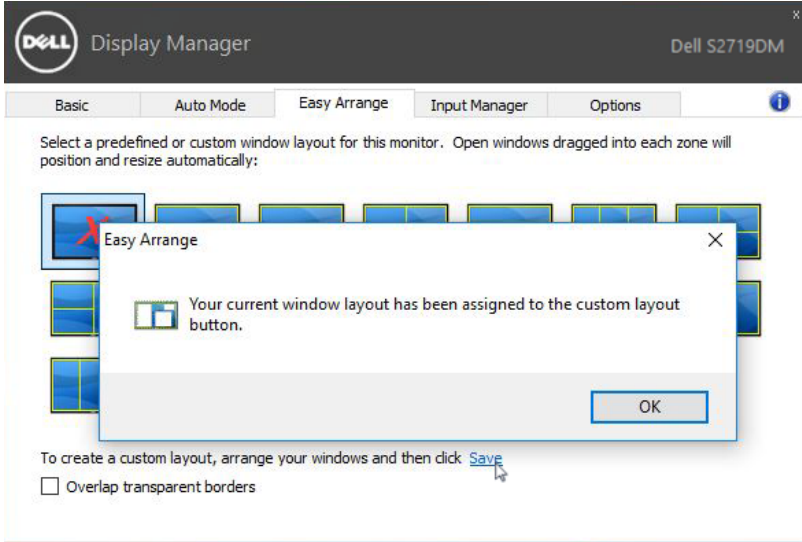 x
DELL Display Manager
Dell S2719DM
Basic Auto Mode Easy Arrange Input Manager Options
Select a predefined or custom window layout for this monitor. Open windows dragged into each zone will
position and resize automatically:
Easy Arrange
Your current window layout has been assigned to the custom layout
button.
OK
To create a custom layout, arrange your windows and then click Save
Overlap transparent borders